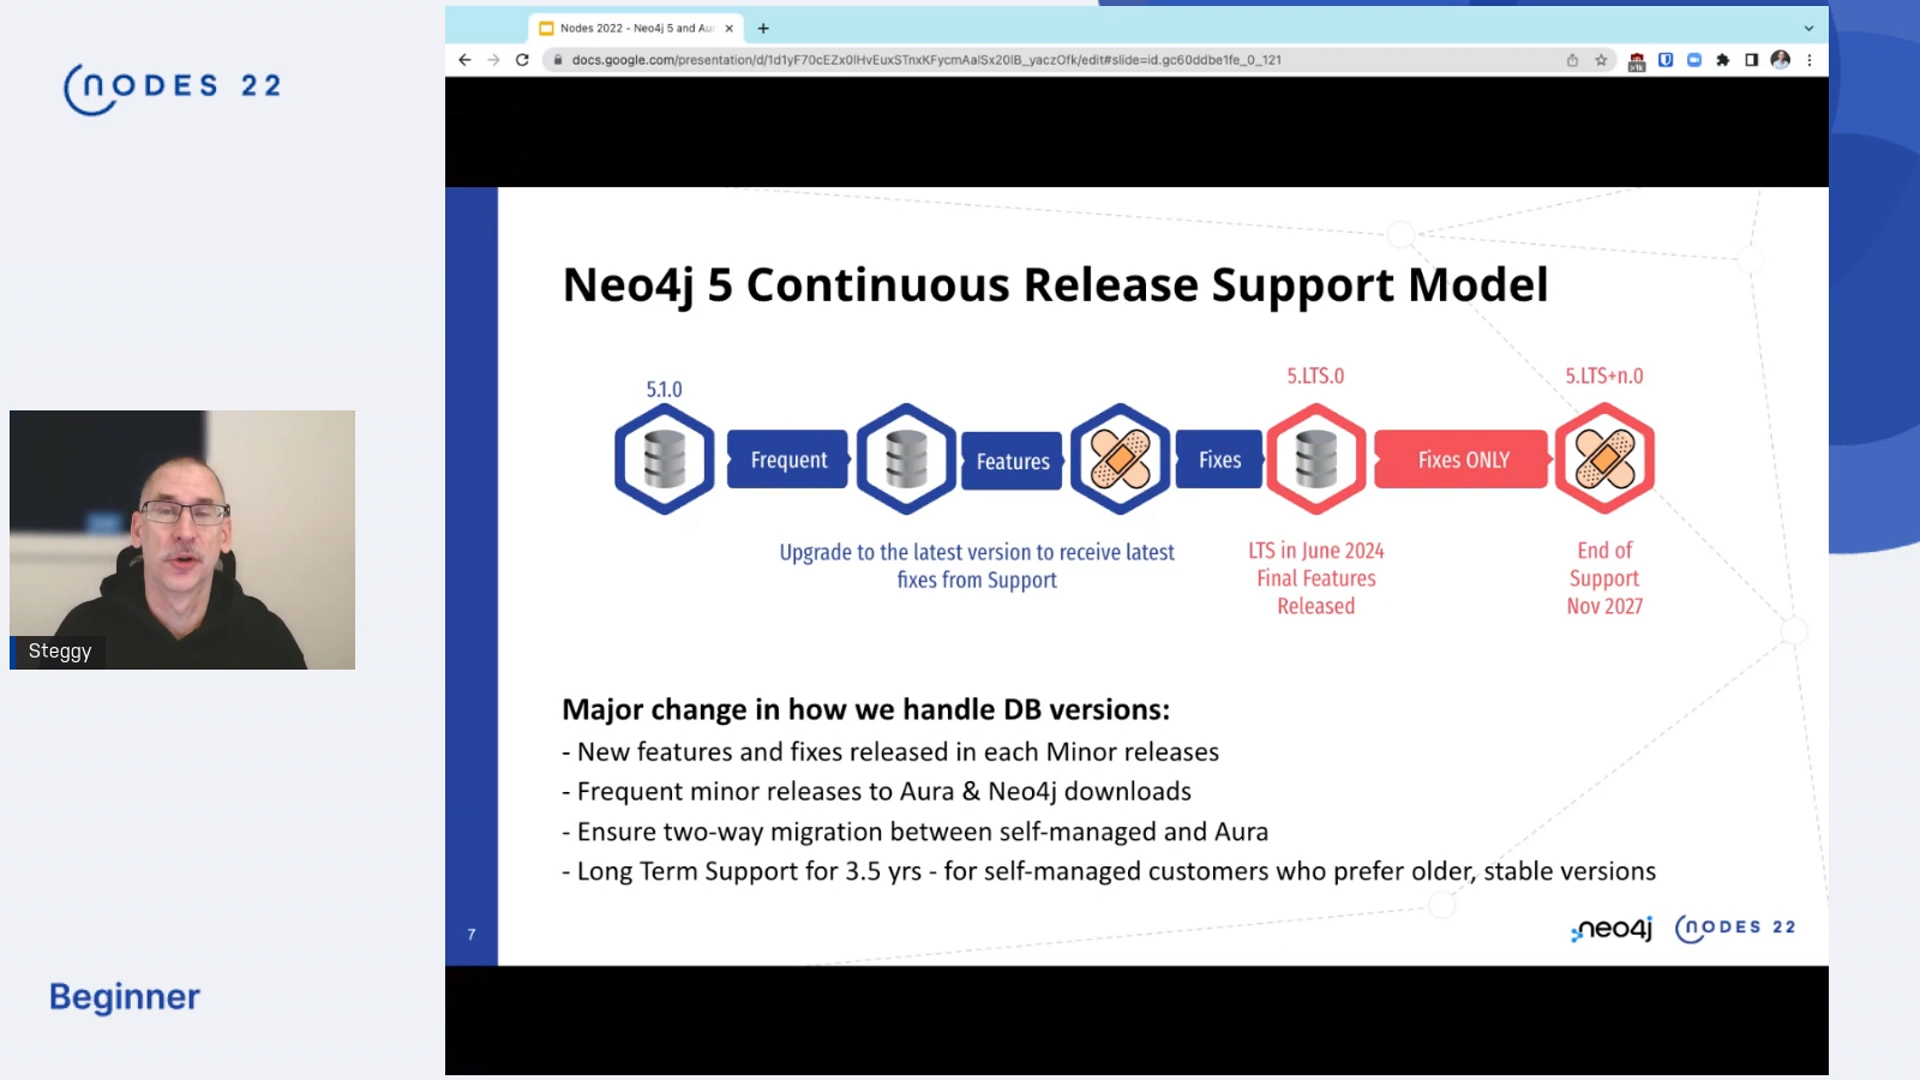 NODES 22
Nodes 2022 - Neo4j 5 and Au
docs.google.com/presentation/d/1d1yF70cEZx0IHvEuxSTnxKFycmAaISx20IB_yaczOfk/edit#slide=id.gc60ddbe1fe_0_121
Neo4j 5 Continuous Release Support Model
5.1.0
5.LTS.0
5.LTS+n.0
Frequent
Features
Fixes
Fixes ONLY
Upgrade to the latest version to receive latest
fixes from Support
LTS in June 2024
Final Features
Released
End of
Support
Nov 2027
Steggy
Major change in how we handle DB versions:
- New features and fixes released in each Minor releases
- Frequent minor releases to Aura & Neo4j downloads
- Ensure two-way migration between self-managed and Aura
- Long Term Support for 3.5 yrs - for self-managed customers who prefer older, stable versions
7
neo4j
NODES 22
Beginner